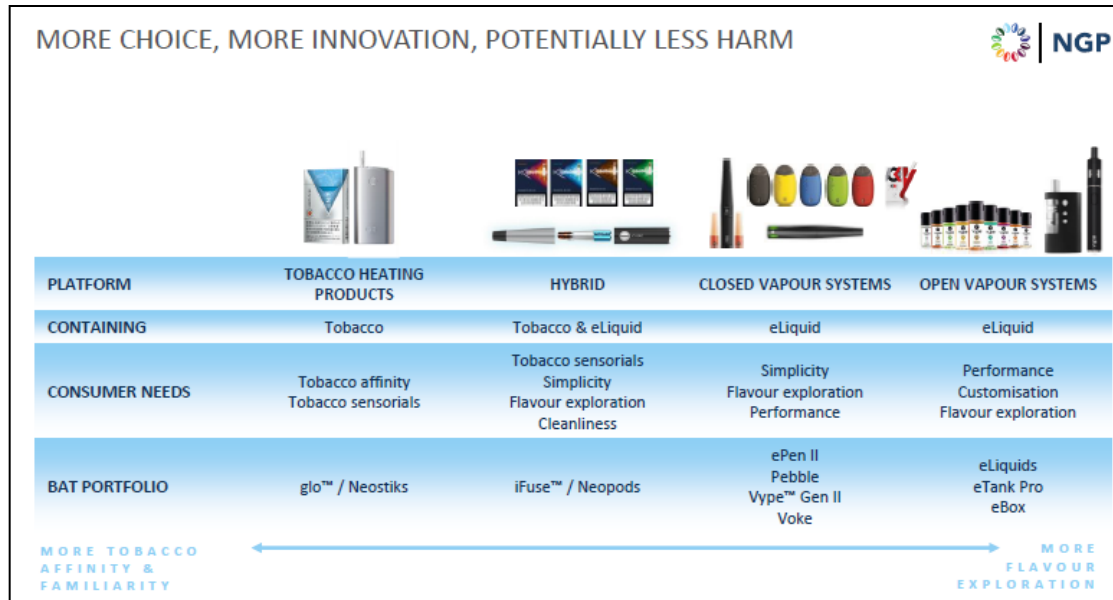 MORE CHOICE, MORE INNOVATION, POTENTIALLY LESS HARM
NGP
PLATFORM
TOBACCO HEATING
PRODUCTS
HYBRID
CLOSED VAPOUR SYSTEMS
OPEN VAPOUR SYSTEMS
CONTAINING
Tobacco
Tobacco & eLiquid
eLiquid
eLiquid
CONSUMER NEEDS
Tobacco affinity
Tobacco sensorials
Tobacco sensorials
Simplicity
Flavour exploration
Cleanliness
Simplicity
Flavour exploration
Performance
Performance
Customisation
Flavour exploration
BAT PORTFOLIO
glo™ / Neostiks
iFuse™ / Neopods
ePen II
Pebble
Vype™ Gen II
Voke
eLiquids
eTank Pro
eBox
MORE TOBACCO
AFFINITY &
FAMILIARITY
MORE
FLAVOUR
EXPLORATION